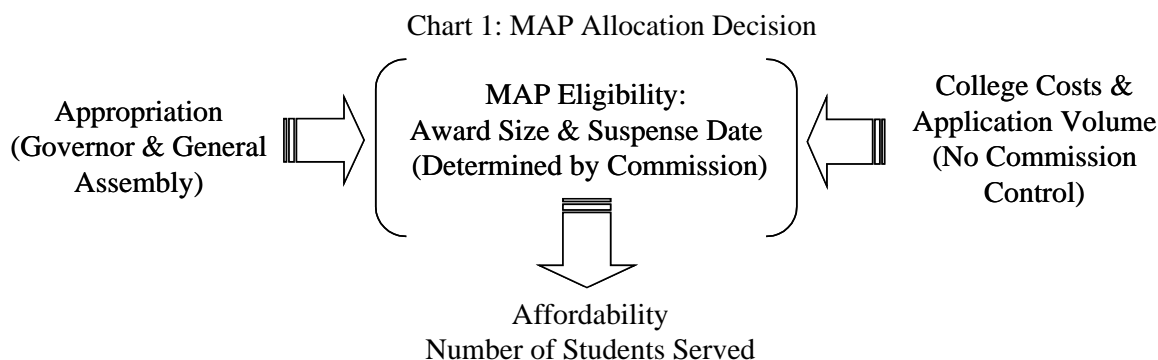 Chart 1: MAP Allocation Decision
Appropriation
(Governor & General
Assembly)
MAP Eligibility:
Award Size & Suspense Date
(Determined by Commission)
College Costs &
Application Volume
(No Commission
Control)
Affordability
Number of Students Served